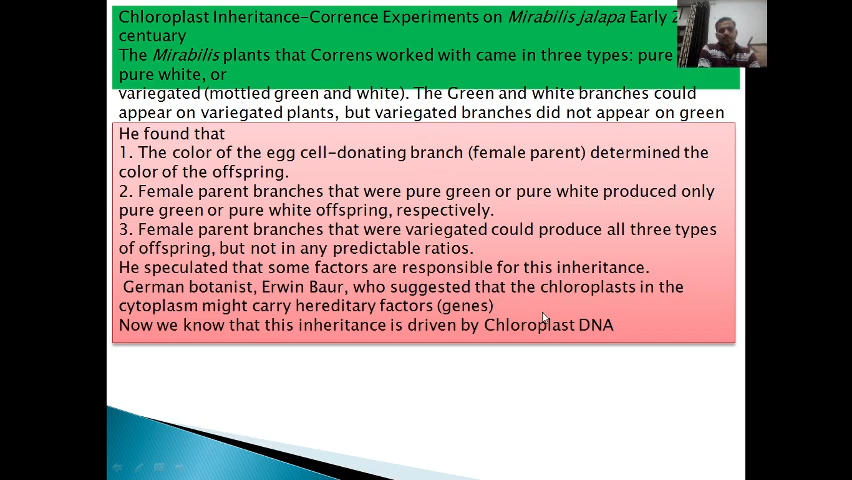 Chloroplast Inheritance-Corrence Experiments on Mirabilis jalapa Early 2
centuary
The Mirabilis plants that Correns worked with came in three types: pure
pure white, or
variegated (mottled green and white). The Green and white branches could
appear on variegated plants, but variegated branches did not appear on green
He found that
1. The color of the egg cell-donating branch (female parent) determined the
color of the offspring.
2. Female parent branches that were pure green or pure white produced only
pure green or pure white offspring, respectively.
3. Female parent branches that were variegated could produce all three types
of offspring, but not in any predictable ratios.
He speculated that some factors are responsible for this inheritance.
German botanist, Erwin Baur, who suggested that the chloroplasts in the
cytoplasm might carry hereditary factors (genes)
Now we know that this inheritance is driven by Chloroplast DNA